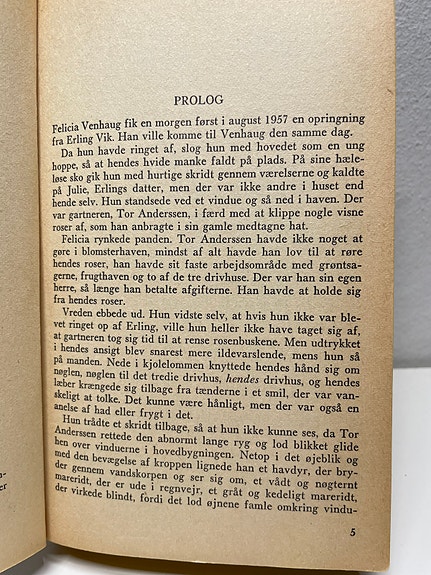 PROLOG
Felicia Venhaug fik en morgen først i august 1957 en opringning
fra Erling Vik. Han ville komme til Venhaug den samme dag.
Da hun havde ringet af, slog hun med hovedet som en ung
hoppe, så at hendes hvide manke faldt på plads. På sine hæle-
løse sko gik hun med hurtige skridt gennem værelserne og kaldte
på Julie, Erlings datter, men der var ikke andre i huset end
hende selv. Hun standsede ved et vindue og så ned i haven. Der
var gartneren, Tor Anderssen, i færd med at klippe nogle visne
roser af, som han anbragte i sin gamle medtagne hat.
Felicia rynkede panden. Tor Anderssen havde ikke noget at
gøre i blomsterhaven, mindst af alt havde han lov til at røre
hendes roser, han havde sit faste arbejdsområde med grøntsa-
gerne, frugthaven og to af de tre drivhuse. Der var han sin egen
herre, så længe han betalte afgifterne. Han havde at holde sig
fra hendes roser.
Vreden ebbede ud. Hun vidste selv, at hvis hun ikke var ble-
vet ringet op af Erling, ville hun heller ikke have taget sig af,
at gartneren tog sig tid til at rense rosenbuskene. Men udtrykket
i hendes ansigt blev snarest mere ildevarslende, mens hun så
på manden. Nede i kjolelommen knyttede hendes hånd sig om
nøglen, nøglen til det tredie drivhus, hendes drivhus, og hendes
læber krængede sig tilbage fra tænderne i et smil, der var van-
skeligt at tolke. Det kunne være hånligt, men der var også en
anelse af had eller frygt i det.
Hun trådte et skridt tilbage, så hun ikke kunne ses, da Tor
Anderssen rettede den abnormt lange ryg og lod blikket glide
hen over vinduerne i hovedbygningen. Netop i det øjeblik og
med den bevægelse af kroppen lignede han et havdyr, der bry-
der gennem vandskorpen og ser sig om, et vådt og nøgternt
mareridt, der er ude i regnvejr, et gråt og kedeligt mareridt,
der virkede blindt, fordi det lod øjnene famle omkring vindu-
5